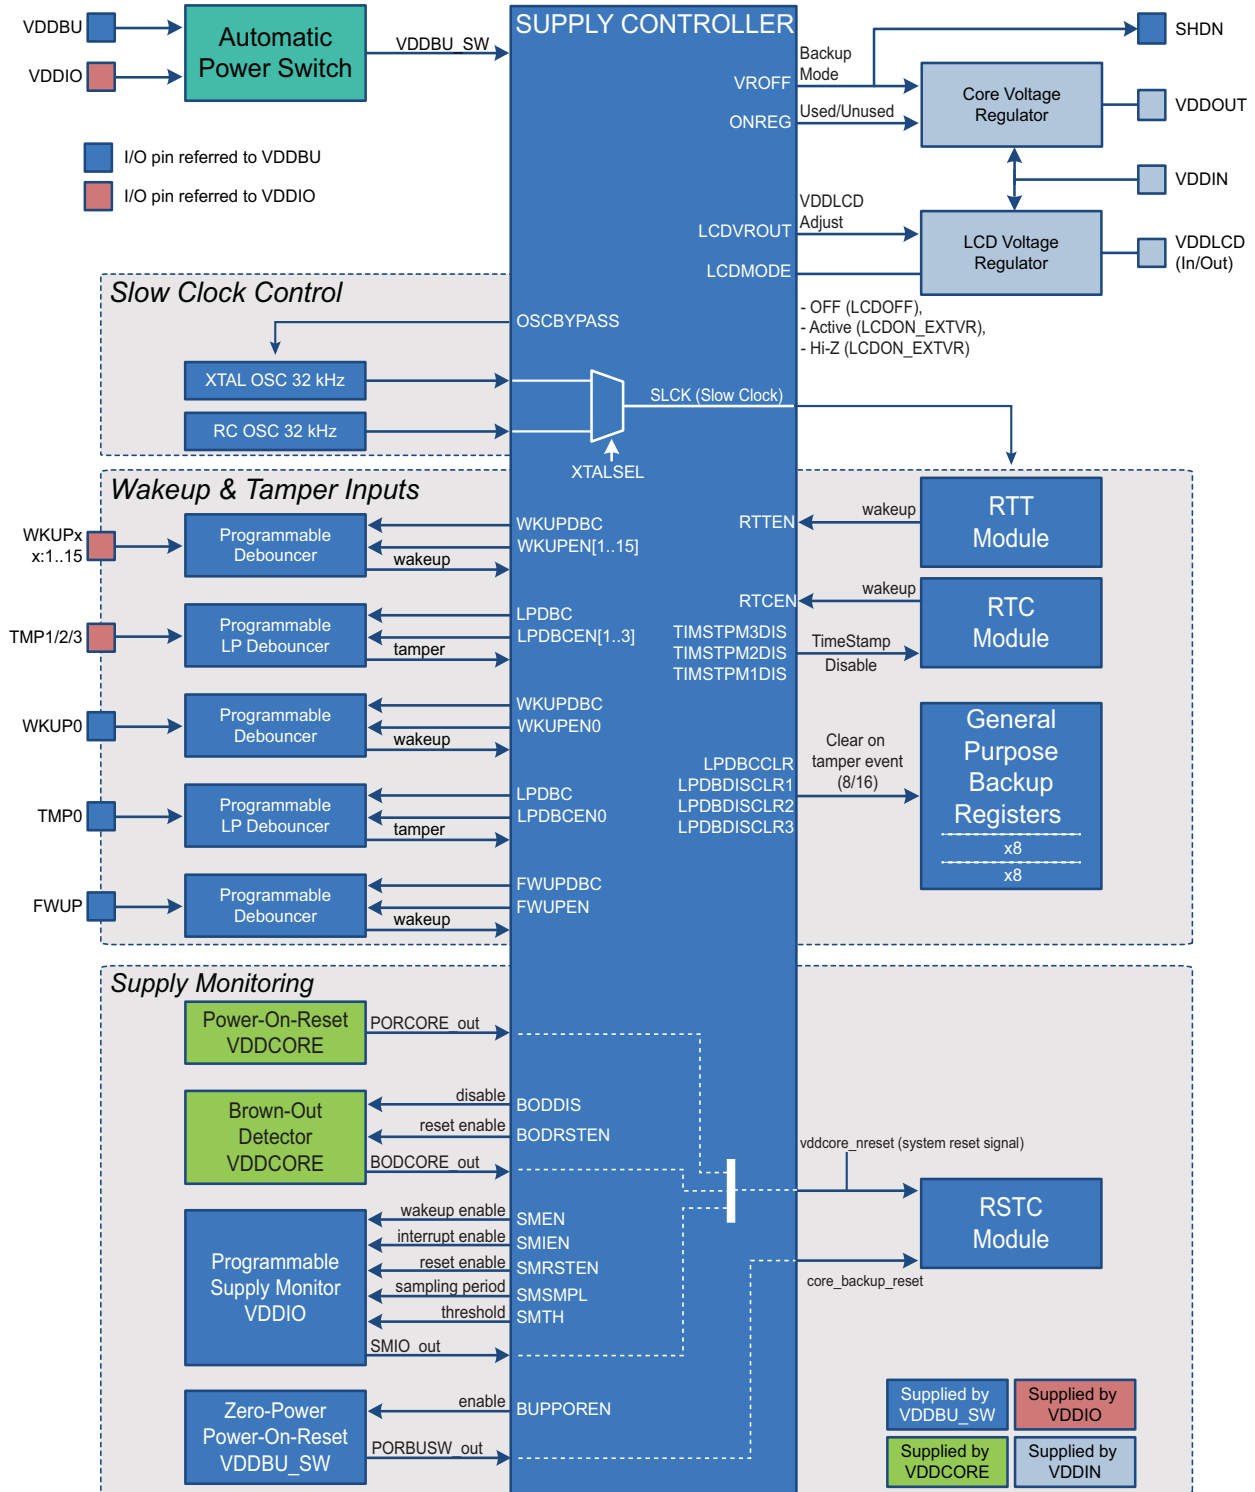 VDDBU
VDDIO
Automatic
Power Switch
VDDBU_SW
SUPPLY CONTROLLER
Backup
Mode
VROFF
ONREG
Used/Unused
Core Voltage
Regulator
SHDN
VDDOUT
VDDIN
I/O pin referred to VDDBU
I/O pin referred to VDDIO
VDDLCD
Adjust
LCDVROUT
LCDMODE
LCD Voltage
Regulator
VDDLCD
(In/Out)
- OFF (LCDOFF),
- Active (LCDON_EXTVR),
- Hi-Z (LCDON_EXTVR)
Slow Clock Control
OSCBYPASS
XTAL OSC 32 kHz
RC OSC 32 kHz
SLCK (Slow Clock)
XTALSEL
Wakeup & Tamper Inputs
WKUPx
x:1..15
Programmable
Debouncer
WKUPDBC
WKUPEN[1..15]
wakeup
TMP1/2/3
Programmable
LP Debouncer
LPDBC
LPDBCEN[1..3]
tamper
WKUP0
Programmable
Debouncer
WKUPDBC
WKUPEN0
wakeup
TMP0
Programmable
LP Debouncer
LPDBC
LPDBCEN0
tamper
FWUP
Programmable
Debouncer
FWUPDBC
FWUPEN
wakeup
RTTEN
wakeup
RTT
Module
RTCEN
wakeup
RTC
Module
TIMSTPM3DIS
TIMSTPM2DIS
TIMSTPM1DIS
TimeStamp
Disable
LPDBCCLR
LPDBDISCLR1
LPDBDISCLR2
LPDBDISCLR3
Clear on
tamper event
(8/16)
General
Purpose
Backup
Registers
x8
x8
Supply Monitoring
Power-On-Reset
VDDCORE
PORCORE_out
Brown-Out
Detector
VDDCORE
disable
BODDIS
reset enable
BODRSTEN
BODCORE_out
Programmable
Supply Monitor
VDDIO
wakeup enable
SMEN
interrupt enable
SMIEN
reset enable
SMRSTEN
sampling period
SMSMPL
threshold
SMTH
SMIO_out
Zero-Power
Power-On-Reset
VDDBU_SW
enable
BUPPOREN
PORBUSW_out
vddcore_nreset (system reset signal)
RSTC
Module
core_backup_reset
Supplied by
VDDBU_SW
Supplied by
VDDIO
Supplied by
VDDCORE
Supplied by
VDDIN